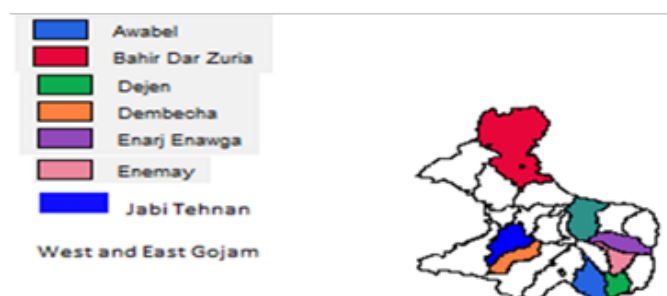 Awabel
Bahir Dar Zuria
Dejen
Dembecha
Enarj Enawga
Enemay
Jabi Tehnan
West and East Gojam